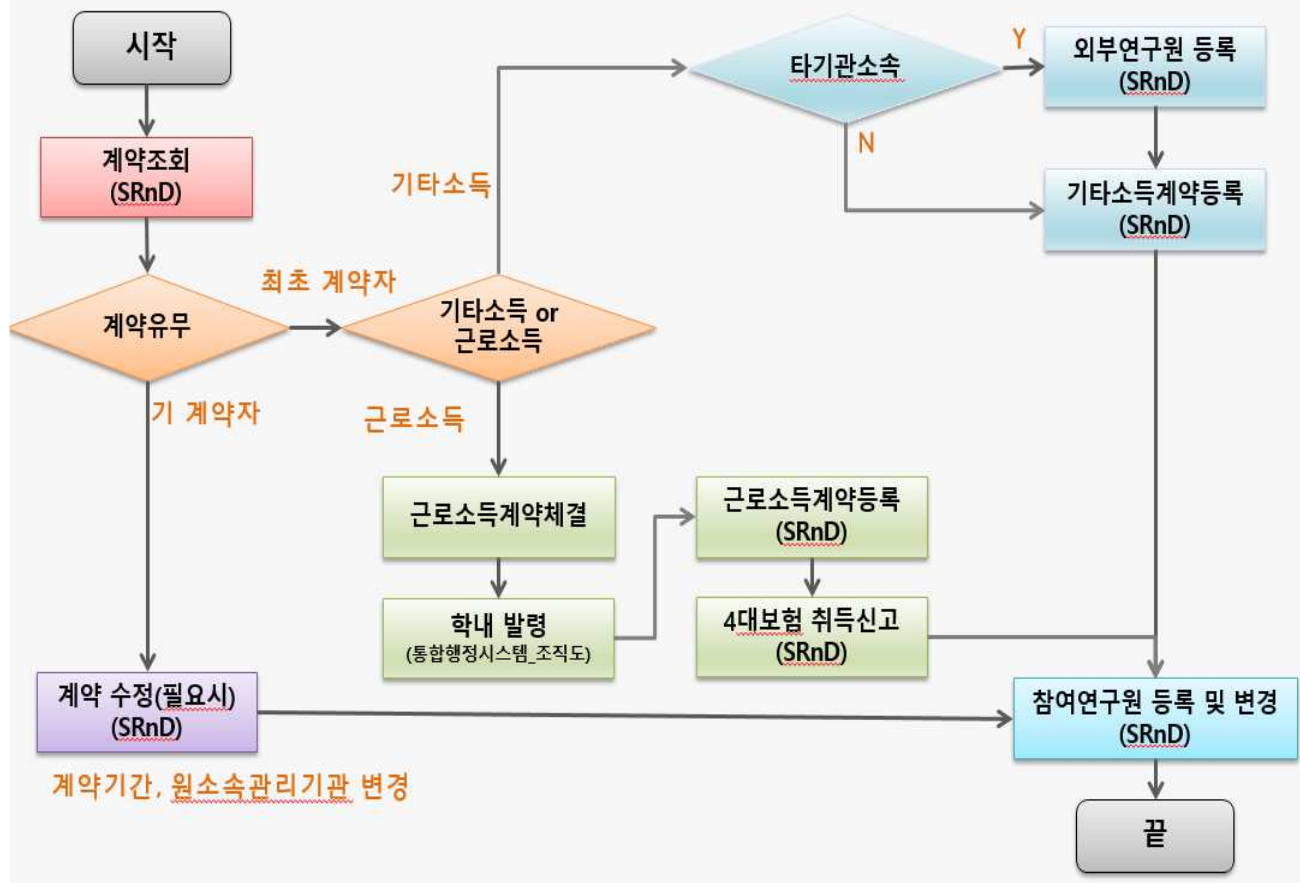 시작
계약조회
(SRnD)
계약유무
최초 계약자
기 계약자
기타소득 or
근로소득
기타소득
근로소득
타기관소속
Y
N
외부연구원 등록
(SRnD)
기타소득계약등록
(SRnD)
근로소득계약체결
학내 발령
(통합행정시스템_조직도)
근로소득계약등록
(SRnD)
4대보험 취득신고
(SRnD)
계약 수정(필요시)
(SRnD)
계약기간, 원소속관리기관 변경
참여연구원 등록 및 변경
(SRnD)
끝